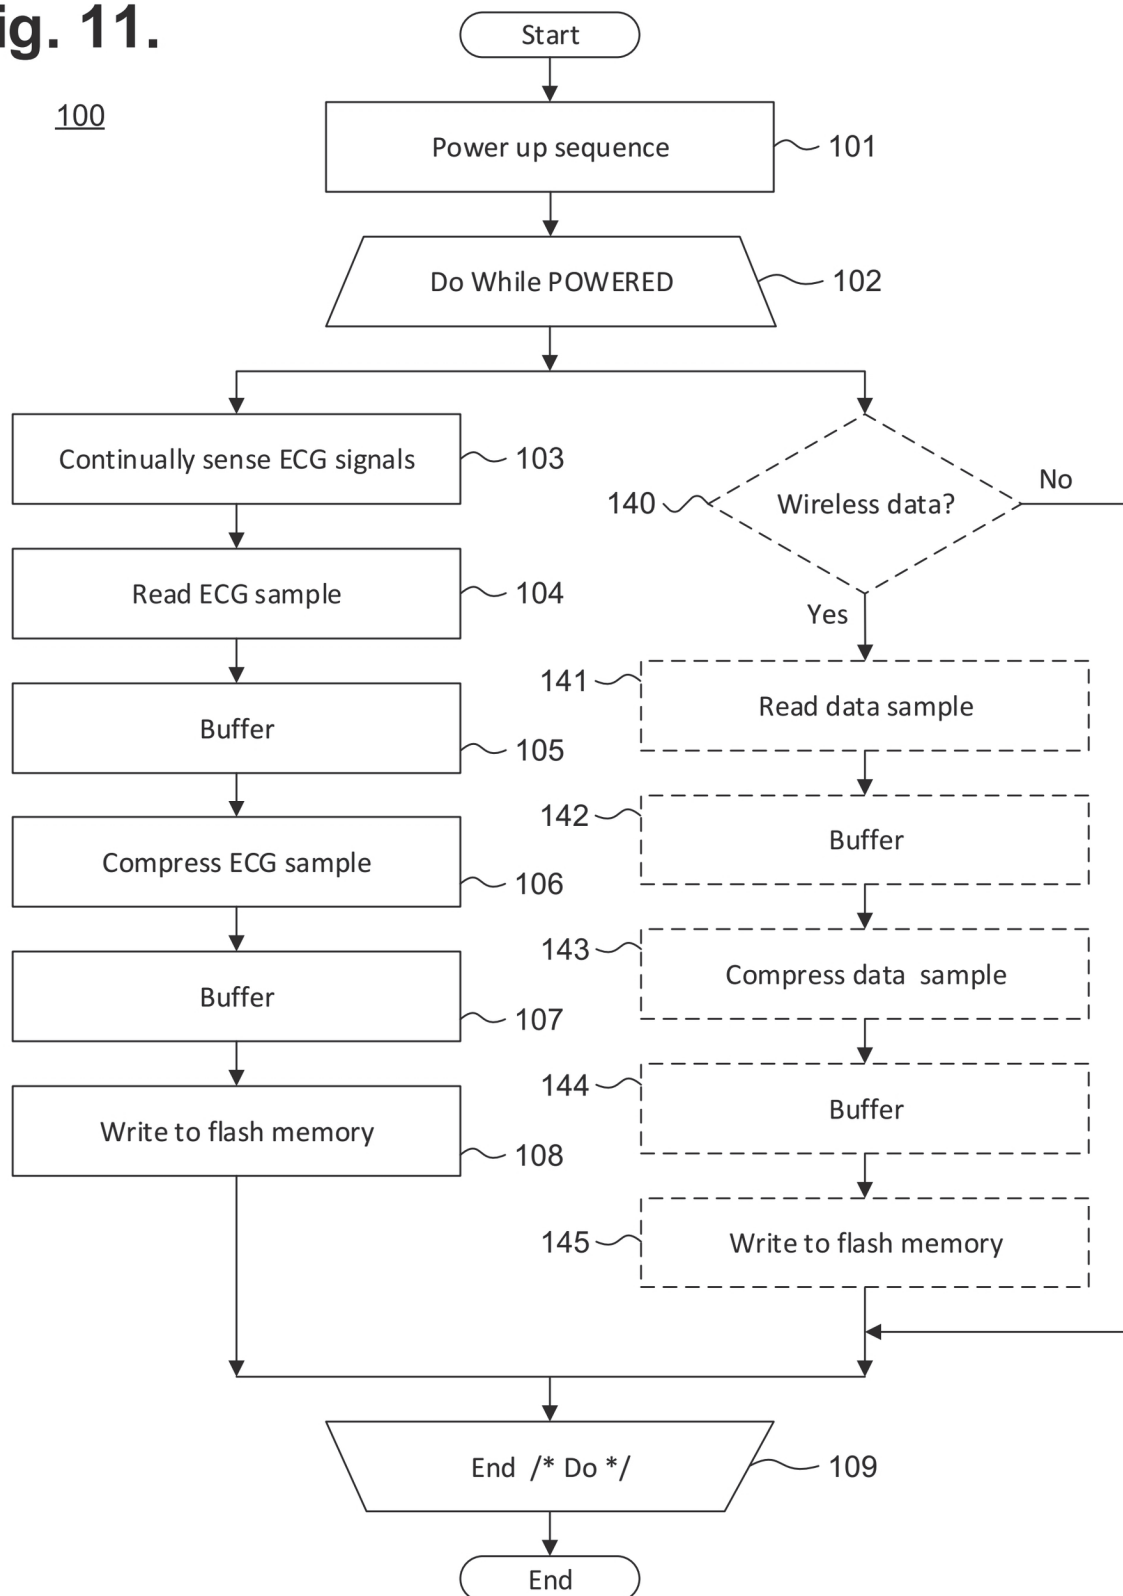 ig. 11.
100
Start
Power up sequence
101
Do While POWERED
102
Continually sense ECG signals
103
140
Wireless data?
No
Yes
Read ECG sample
104
141
Read data sample
Buffer
105
142
Buffer
Compress ECG sample
106
143
Compress data  sample
Buffer
107
144
Buffer
Write to flash memory
108
145
Write to flash memory
End  /* Do */
109
End